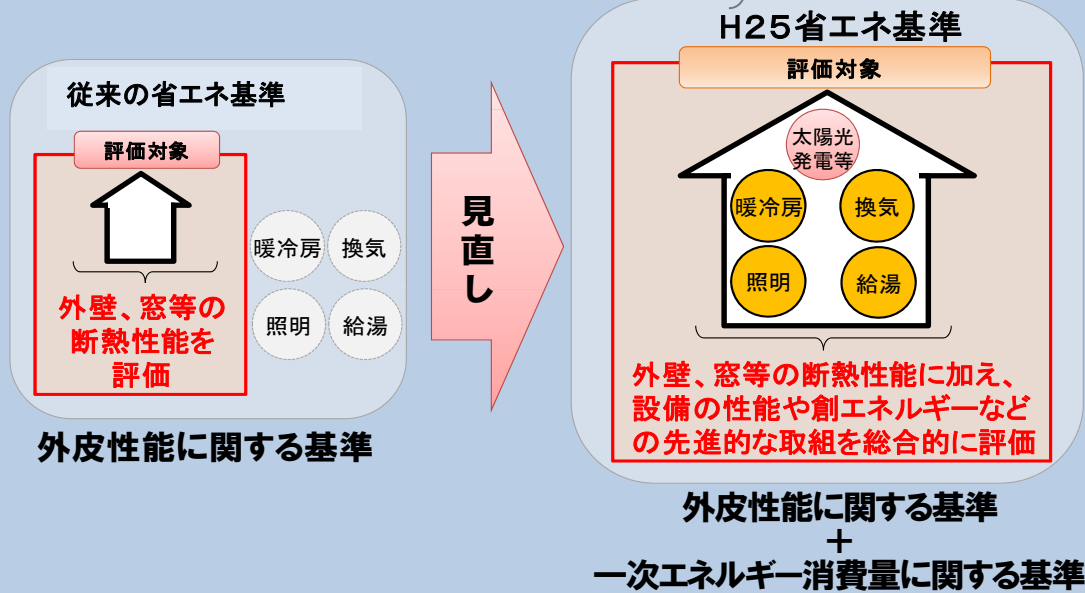 従来の省エネ基準
評価対象
外壁、窓等の
断熱性能を
評価
暖冷房
換気
照明
給湯
外皮性能に関する基準
見直し
H25省エネ基準
評価対象
太陽光
発電等
暖冷房
換気
照明
給湯
外壁、窓等の断熱性能に加え、
設備の性能や創エネルギーなど
の先進的な取組を総合的に評価
外皮性能に関する基準
+
一次エネルギー消費量に関する基準